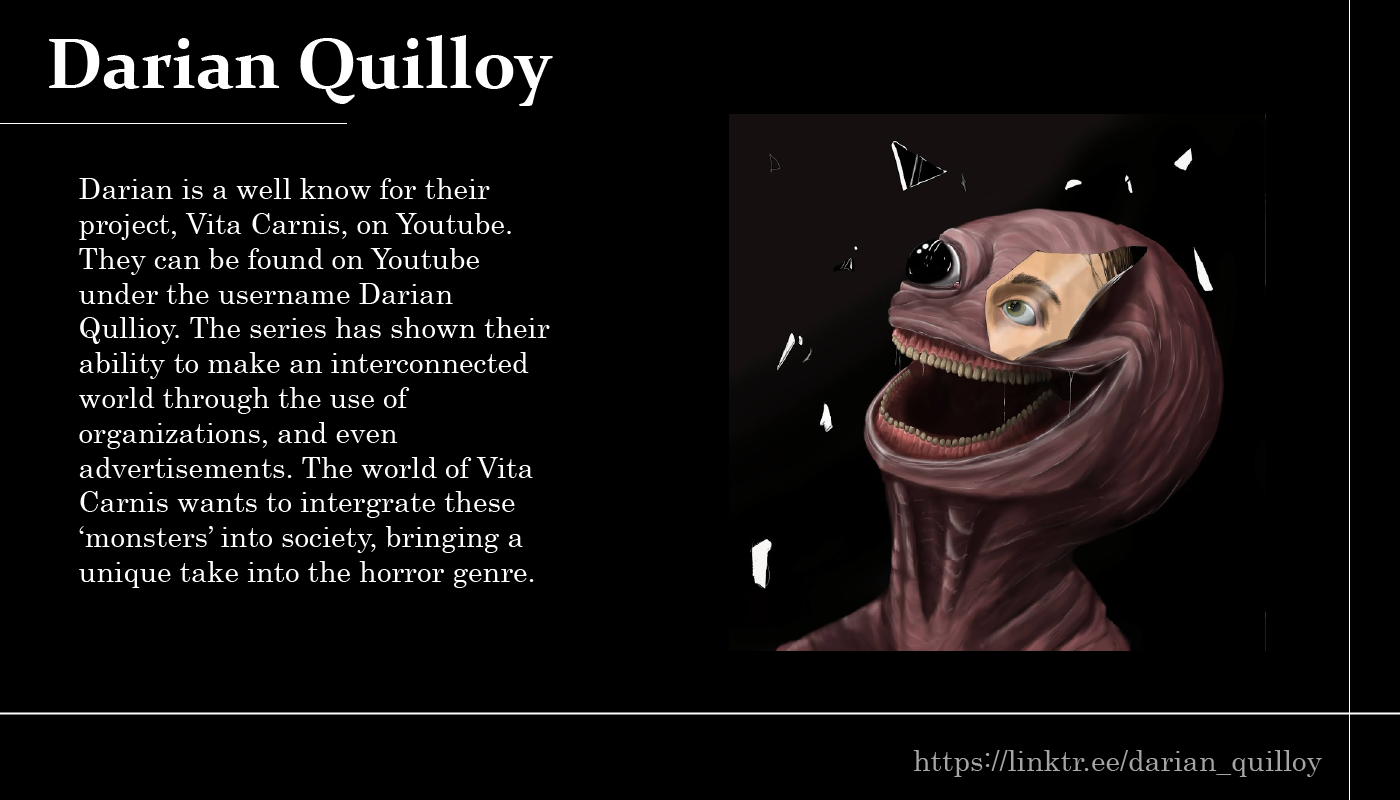 Darian Quilloy
Darian is a well know for their
project, Vita Carnis, on Youtube.
They can be found on Youtube
under the username Darian
Qullioy. The series has shown their
ability to make an interconnected
world through the use of
organizations, and even
advertisements. The world of Vita
Carnis wants to intergrate these
‘monsters’ into society, bringing a
unique take into the horror genre.
https://linktr.ee/darian_quilloy